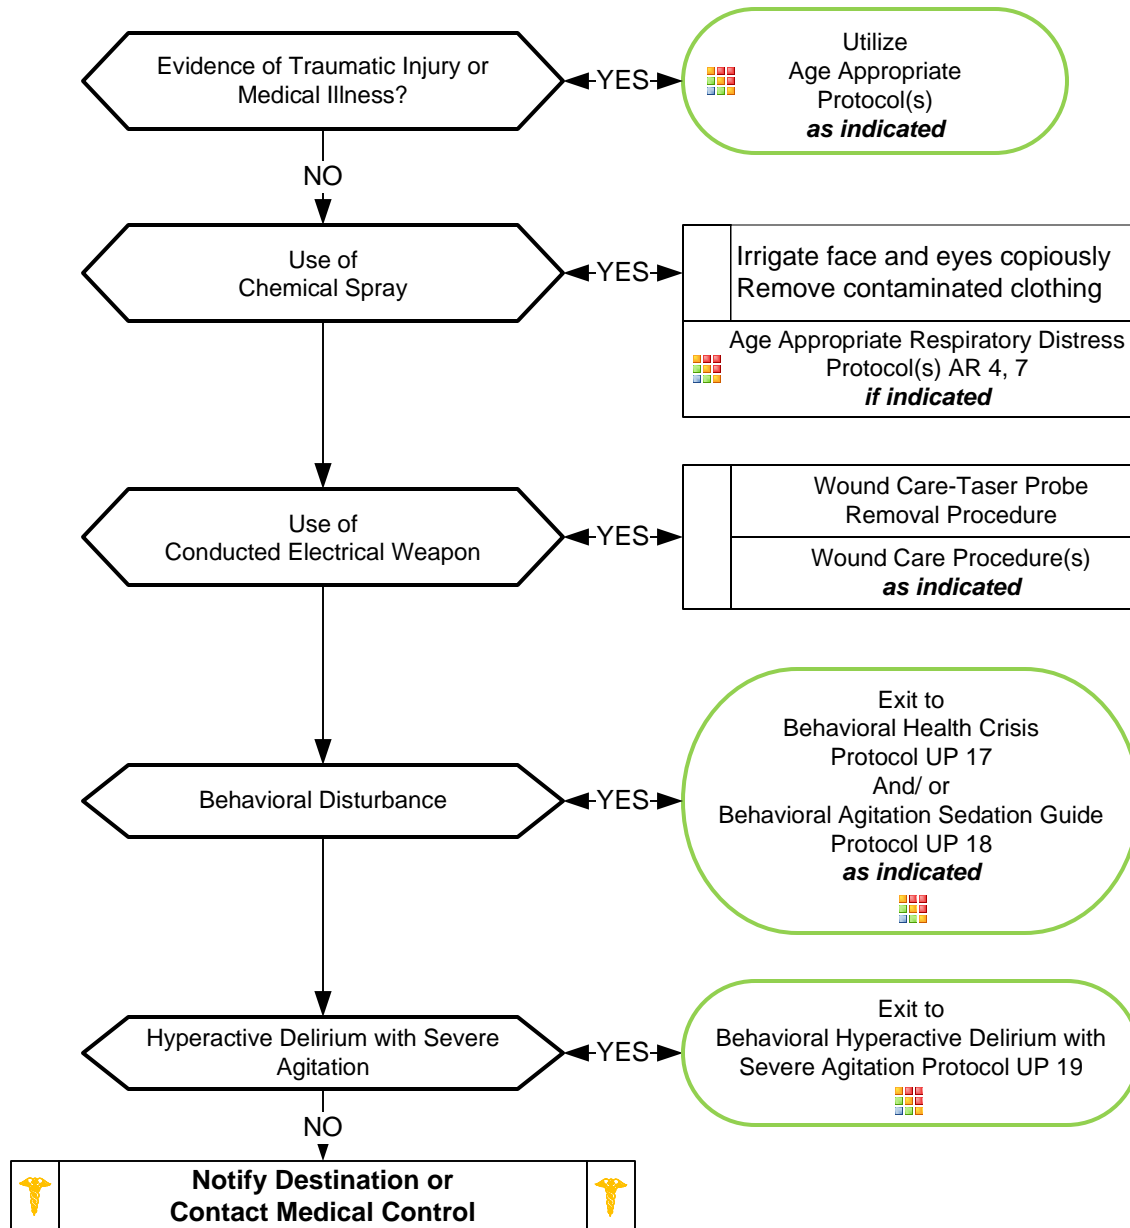 Evidence of Traumatic Injury or
Medical Illness?
YES
Utilize
Age Appropriate
Protocol(s)
as indicated
NO
Use of
Chemical Spray
YES
Irrigate face and eyes copiously
Remove contaminated clothing
Age Appropriate Respiratory Distress
Protocol(s) AR 4, 7
if indicated
Use of
Conducted Electrical Weapon
YES
Wound Care-Taser Probe
Removal Procedure
Wound Care Procedure(s)
as indicated
Behavioral Disturbance
YES
Exit to
Behavioral Health Crisis
Protocol UP 17
And/ or
Behavioral Agitation Sedation Guide
Protocol UP 18
as indicated
Hyperactive Delirium with Severe
Agitation
YES
Exit to
Behavioral Hyperactive Delirium with
Severe Agitation Protocol UP 19
NO
Notify Destination or
Contact Medical Control